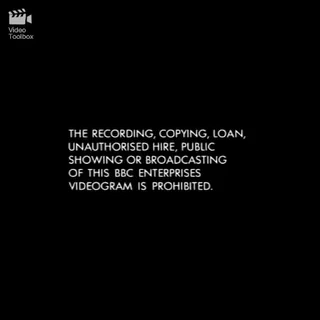 Video
Toolbox
THE RECORDING, COPYING, LOAN,
UNAUTHORISED HIRE, PUBLIC
SHOWING OR BROADCASTING
OF THIS BBC ENTERPRISES
VIDEOGRAM IS PROHIBITED.